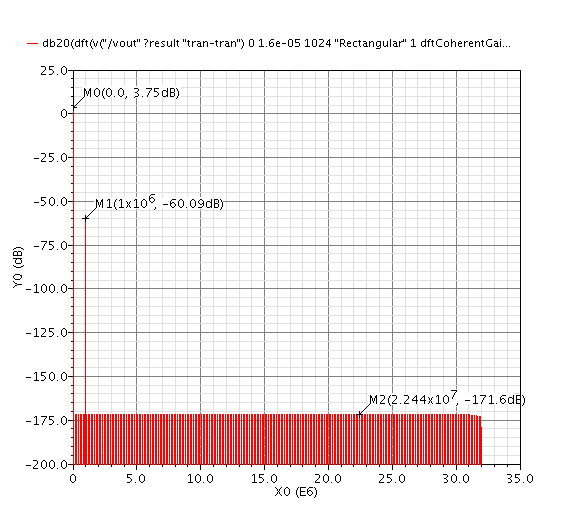 db20(dft(v("/vout" ?result "tran-tran") 0 1.6e-05 1024 "Rectangular" 1 dftCoherentGai...
25.0
M0(0.0, 3.75dB)
0
-25.0
-50.0
M1(1x10^6, -60.09dB)
-75.0
Y0 (dB)
-100.0
-125.0
-150.0
M2(2.244x10^7, -171.6dB)
-175.0
-200.0
0 5.0 10.0 15.0 20.0 25.0 30.0 35.0
X0 (E6)